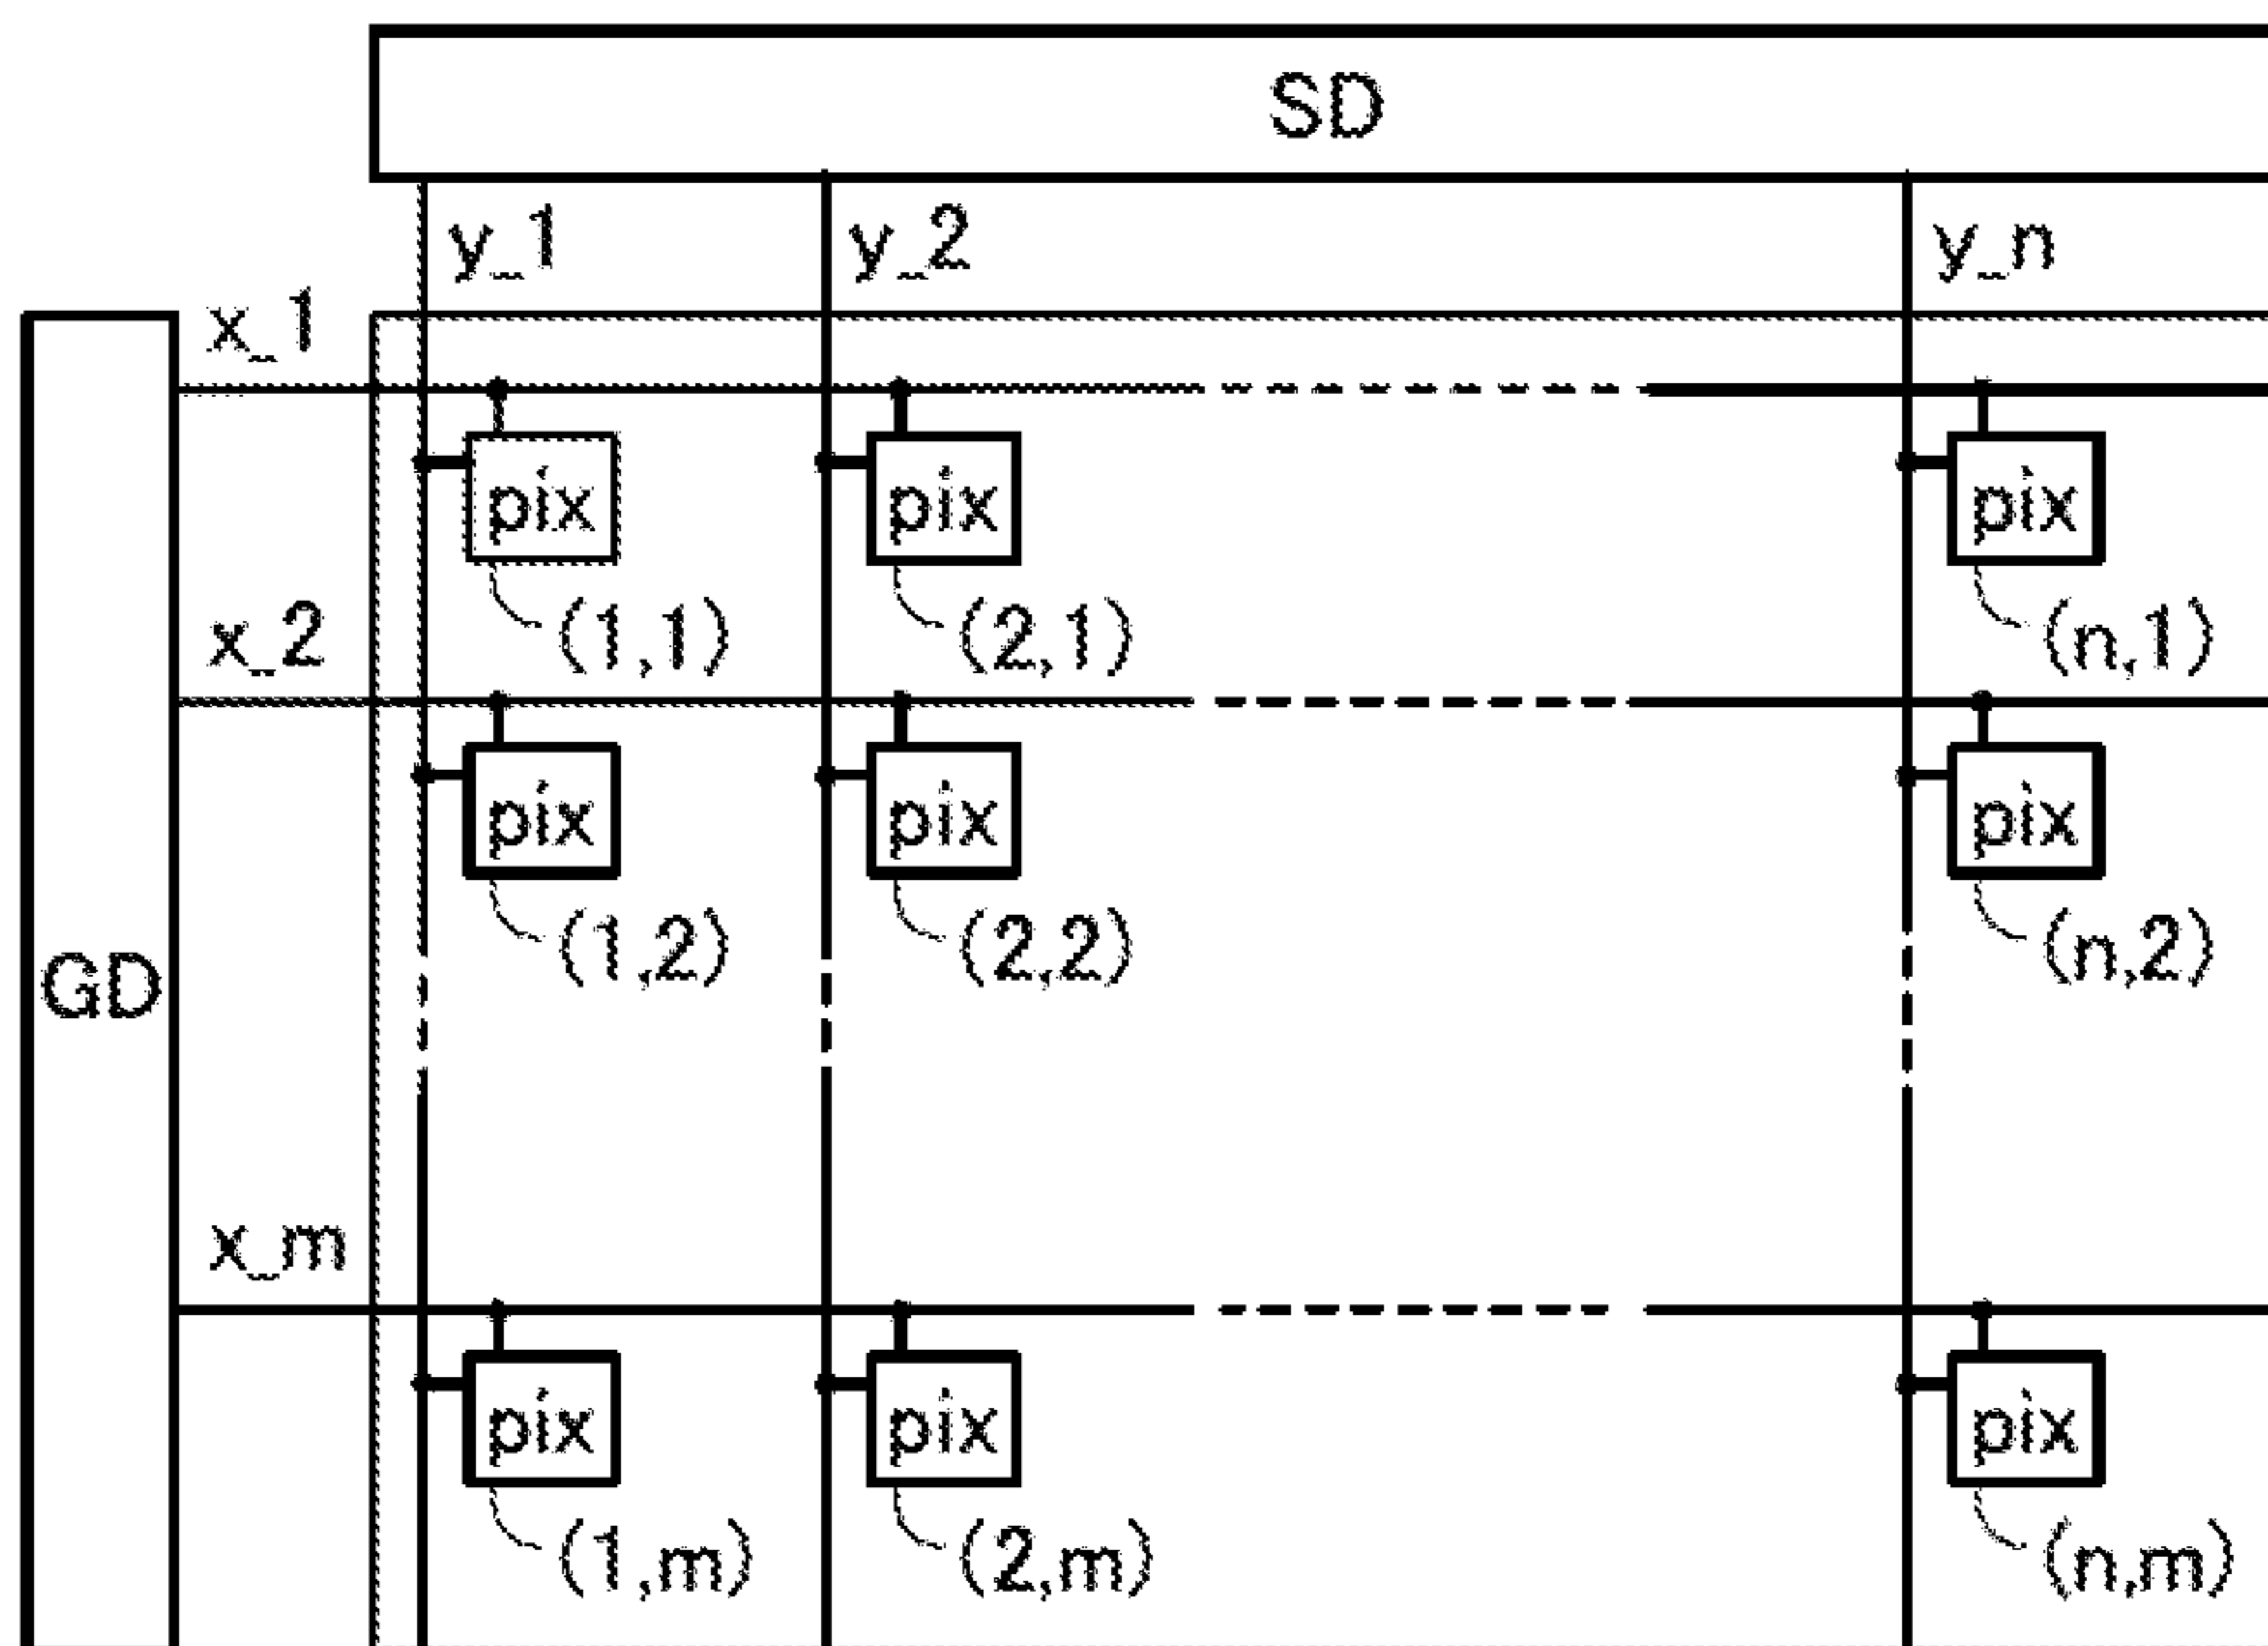 SD
y_1 y_2 y_n
x_1
pix pix pix
x_2 (1,1) (2,1) (n,1)
pix pix pix
(1,2) (2,2) (n,2)
GD
x_m
pix pix pix
(1,m) (2,m) (n,m)